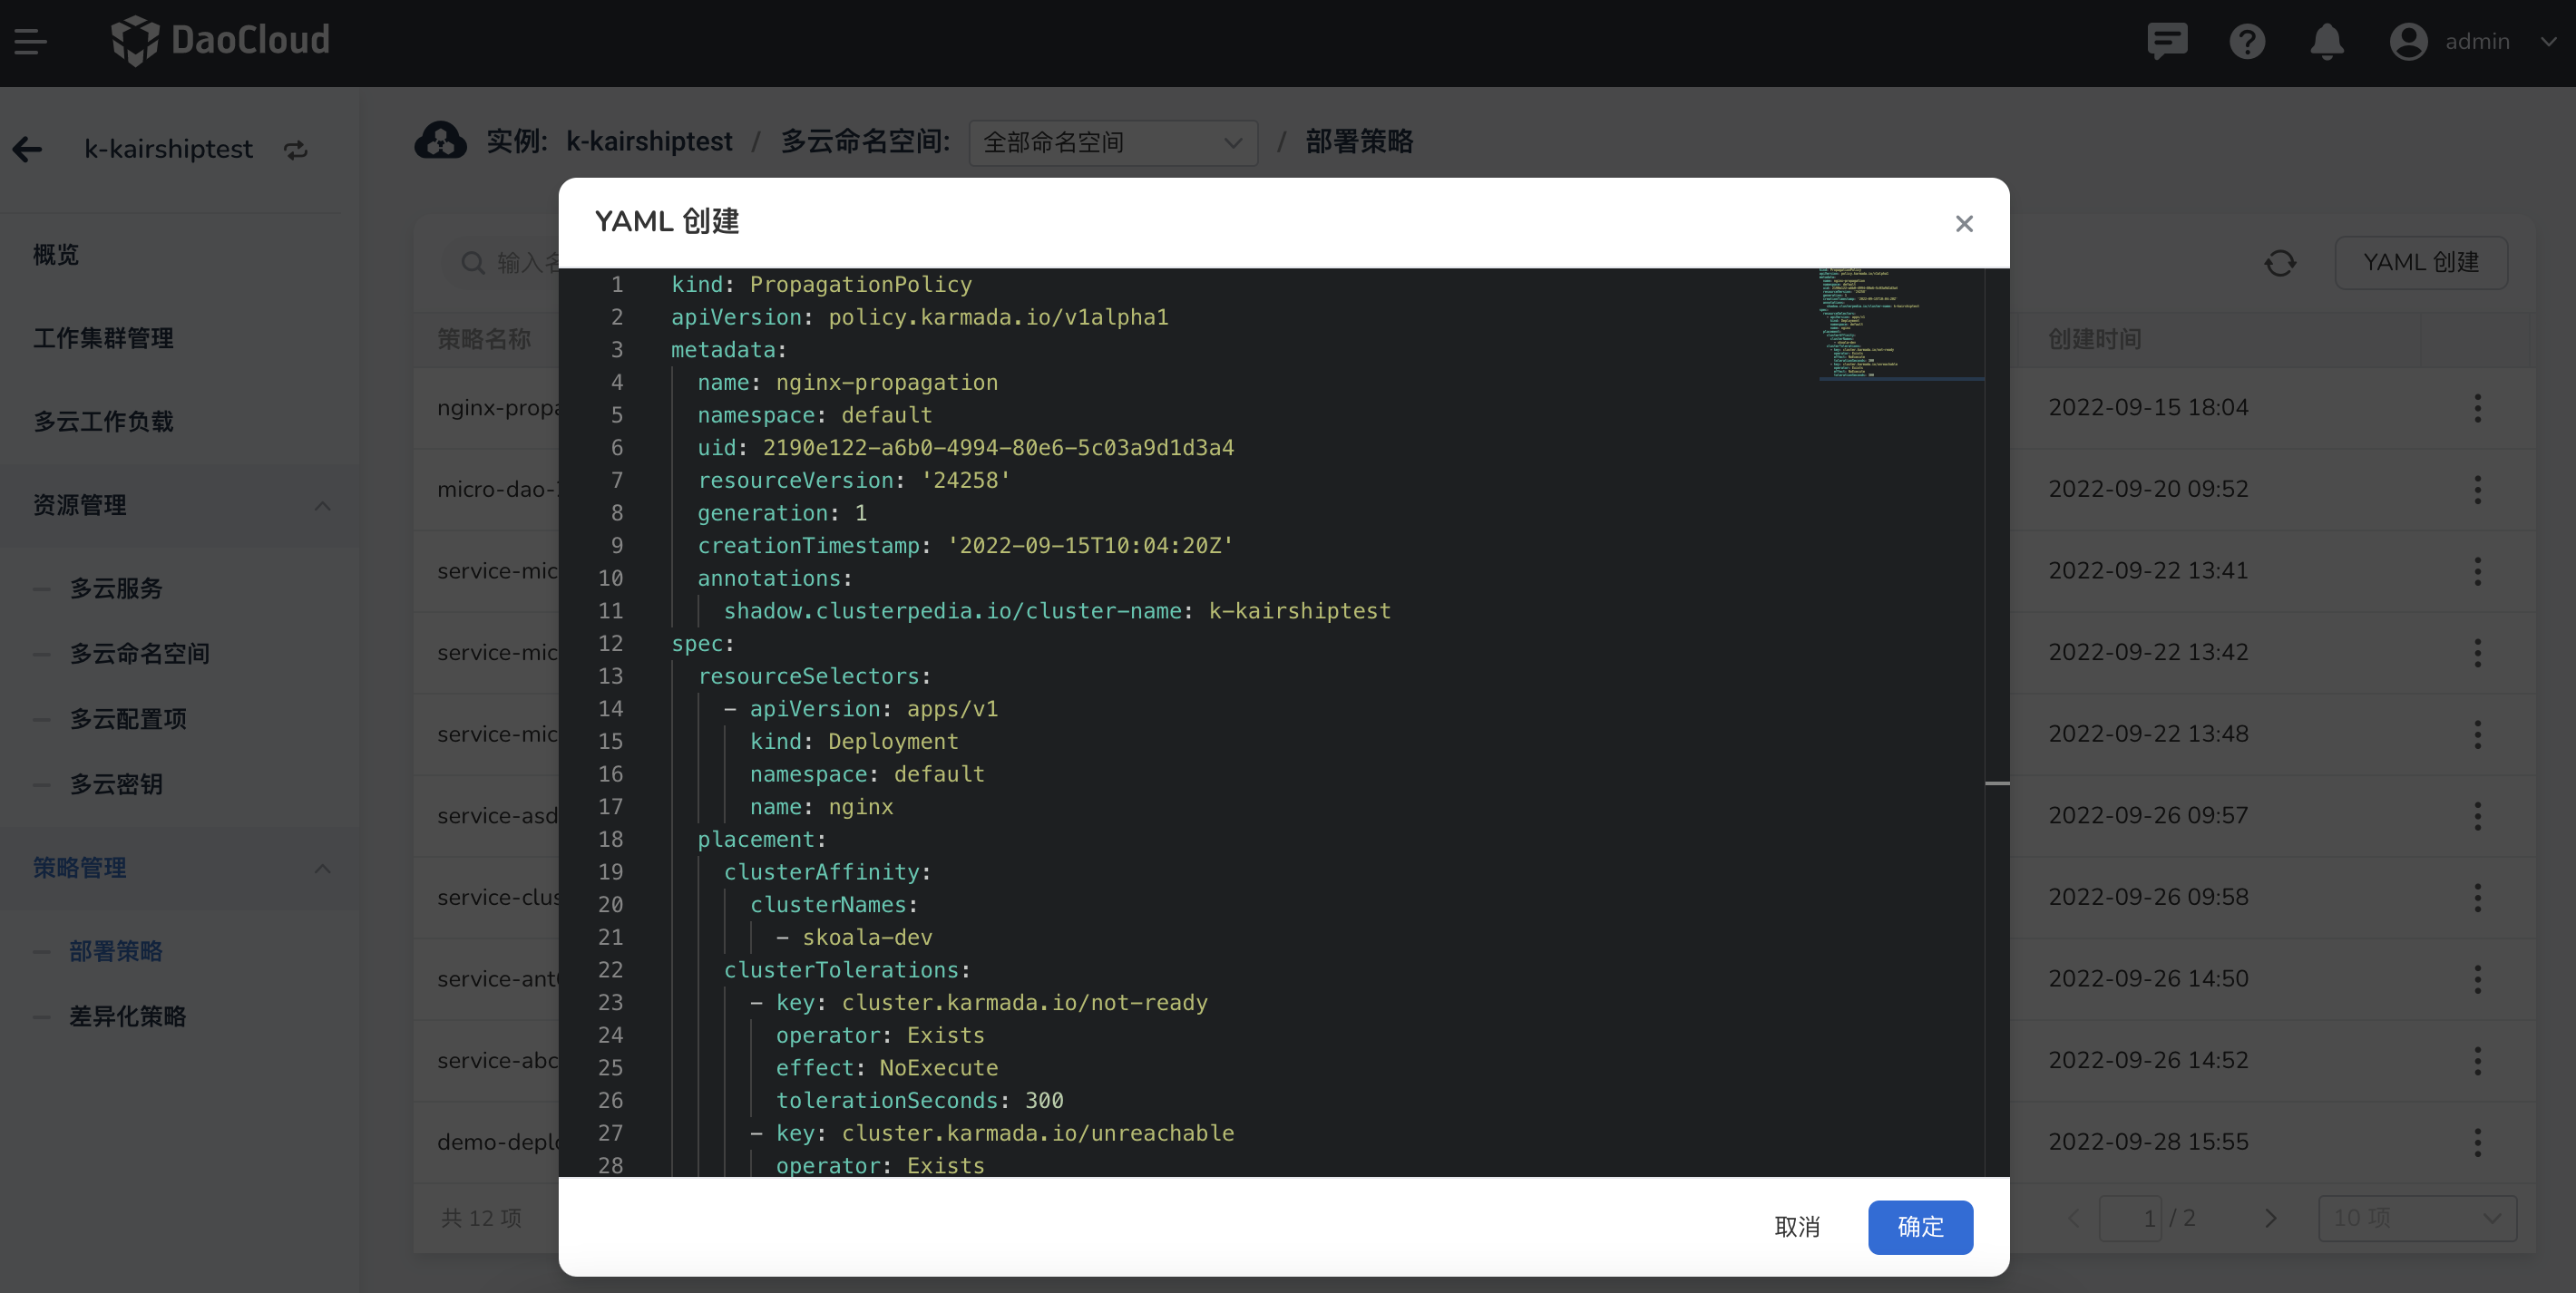 DaoCloud
admin
k-kairshiptest
实例: k-kairshiptest / 多云命名空间: 全部命名空间 / 部署策略
概览
工作集群管理
多云工作负载
资源管理
多云服务
多云命名空间
多云配置项
多云密钥
策略管理
部署策略
差异化策略
输入名
YAML 创建
策略名称
创建时间
nginx-propa
2022-09-15 18:04
micro-dao-
2022-09-20 09:52
service-mic
2022-09-22 13:41
service-mic
2022-09-22 13:42
service-mic
2022-09-22 13:48
service-asd
2022-09-26 09:57
service-clus
2022-09-26 09:58
service-ant
2022-09-26 14:50
service-abc
2022-09-26 14:52
demo-deplo
2022-09-28 15:55
共 12 项
1 / 2
10 项
YAML 创建
1 kind: PropagationPolicy
2 apiVersion: policy.karmada.io/v1alpha1
3 metadata:
4 name: nginx-propagation
5 namespace: default
6 uid: 2190e122-a6b0-4994-80e6-5c03a9d1d3a4
7 resourceVersion: '24258'
8 generation: 1
9 creationTimestamp: '2022-09-15T10:04:20Z'
10 annotations:
11 shadow.clusterpedia.io/cluster-name: k-kairshiptest
12 spec:
13 resourceSelectors:
14 - apiVersion: apps/v1
15 kind: Deployment
16 namespace: default
17 name: nginx
18 placement:
19 clusterAffinity:
20 clusterNames:
21 - skoala-dev
22 clusterTolerations:
23 - key: cluster.karmada.io/not-ready
24 operator: Exists
25 effect: NoExecute
26 tolerationSeconds: 300
27 - key: cluster.karmada.io/unreachable
28 operator: Exists
取消
确定